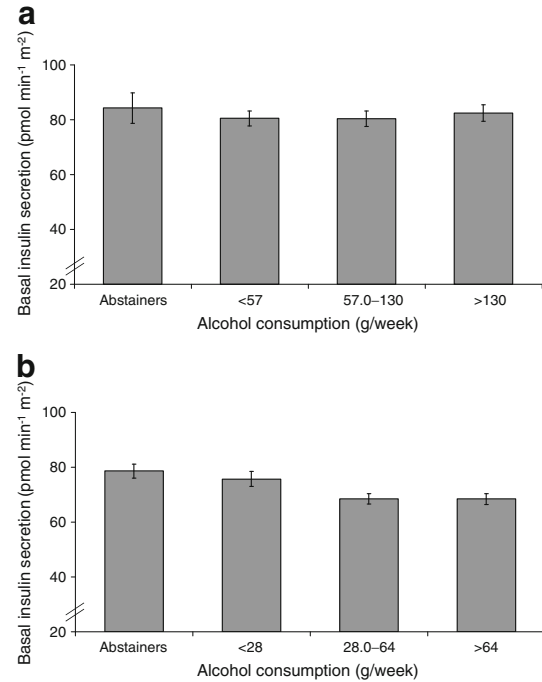 a
Basal insulin secretion (pmol min⁻¹ m⁻²)
100
80
60
40
20
Abstainers <57 57.0–130 >130
Alcohol consumption (g/week)
b
Basal insulin secretion (pmol min⁻¹ m⁻²)
100
80
60
40
20
Abstainers <28 28.0–64 >64
Alcohol consumption (g/week)